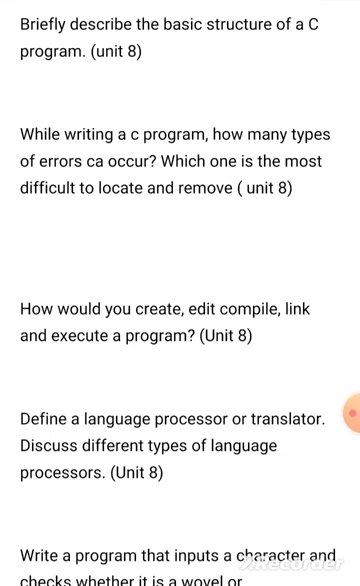 Briefly describe the basic structure of a C
program. (unit 8)
While writing a c program, how many types
of errors ca occur? Which one is the most
difficult to locate and remove ( unit 8)
How would you create, edit compile, link
and execute a program? (Unit 8)
Define a language processor or translator.
Discuss different types of language
processors. (Unit 8)
Write a program that inputs a character and
checks whether it is a wovel or
XRecorder